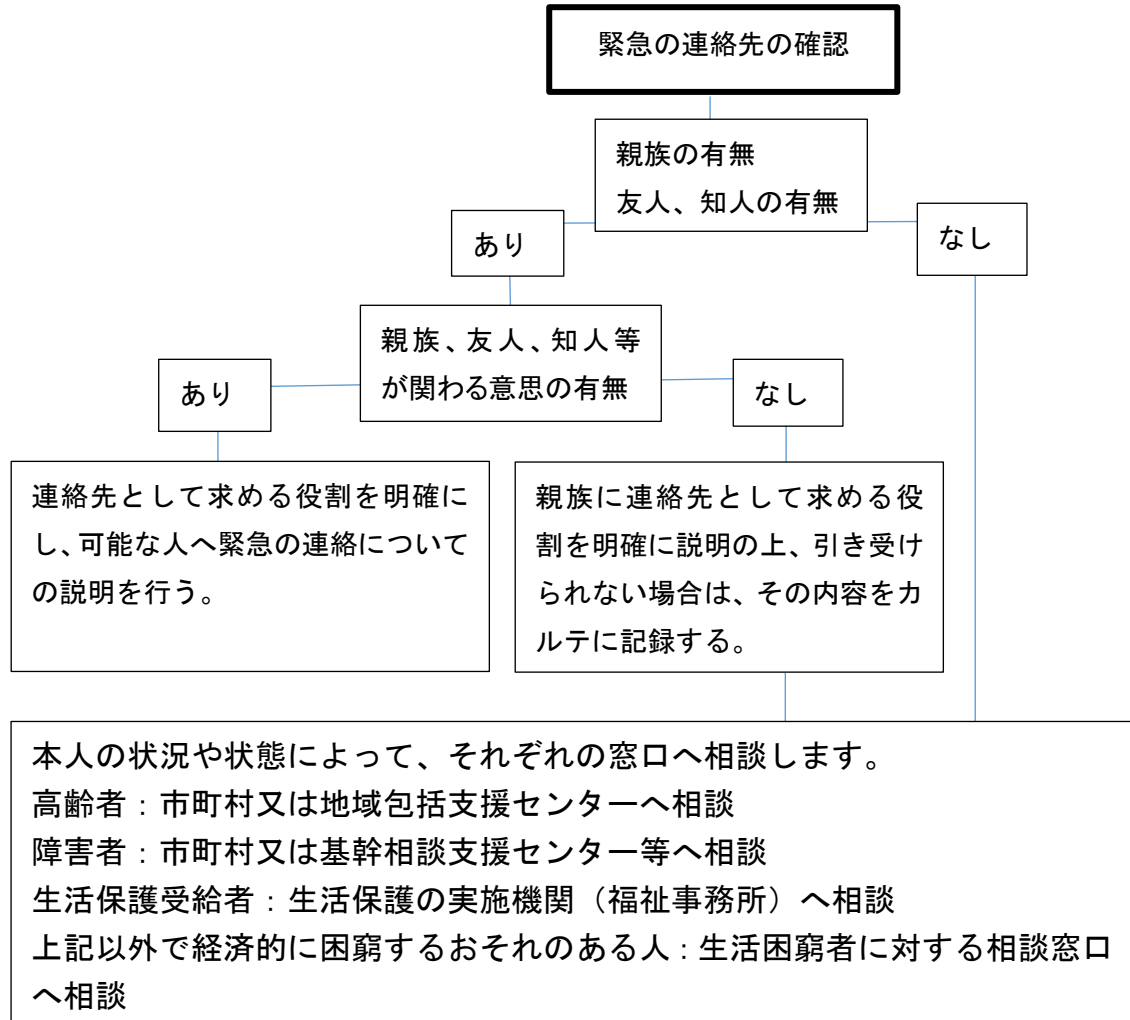 緊急の連絡先の確認
親族の有無
友人、知人の有無
あり
なし
親族、友人、知人等
が関わる意思の有無
あり
なし
連絡先として求める役割を明確に
し、可能な人へ緊急の連絡について
の説明を行う。
親族に連絡先として求める役
割を明確に説明の上、引き受け
られない場合は、その内容をカ
ルテに記録する。
本人の状況や状態によって、それぞれの窓口へ相談します。
高齢者：市町村又は地域包括支援センターへ相談
障害者：市町村又は基幹相談支援センター等へ相談
生活保護受給者：生活保護の実施機関（福祉事務所）へ相談
上記以外で経済的に困窮するおそれのある人：生活困窮者に対する相談窓口
へ相談